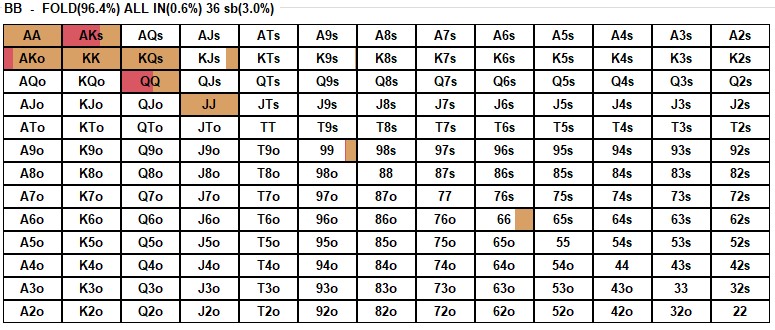 BB - FOLD(96.4%) ALL IN(0.6%) 36 sb(3.0%)
AA AKs AQs AJs ATs A9s A8s A7s A6s A5s A4s A3s A2s
AKo KK KQs KJs KTs K9s K8s K7s K6s K5s K4s K3s K2s
AQo KQo QQ QJs QTs Q9s Q8s Q7s Q6s Q5s Q4s Q3s Q2s
AJo KJo QJo JJ JTs J9s J8s J7s J6s J5s J4s J3s J2s
ATo KTo QTo JTo TT T9s T8s T7s T6s T5s T4s T3s T2s
A9o K9o Q9o J9o T9o 99 98s 97s 96s 95s 94s 93s 92s
A8o K8o Q8o J8o T8o 98o 88 87s 86s 85s 84s 83s 82s
A7o K7o Q7o J7o T7o 97o 87o 77 76s 75s 74s 73s 72s
A6o K6o Q6o J6o T6o 96o 86o 76o 66 65s 64s 63s 62s
A5o K5o Q5o J5o T5o 95o 85o 75o 65o 55 54s 53s 52s
A4o K4o Q4o J4o T4o 94o 84o 74o 64o 54o 44 43s 42s
A3o K3o Q3o J3o T3o 93o 83o 73o 63o 53o 43o 33 32s
A2o K2o Q2o J2o T2o 92o 82o 72o 62o 52o 42o 32o 22